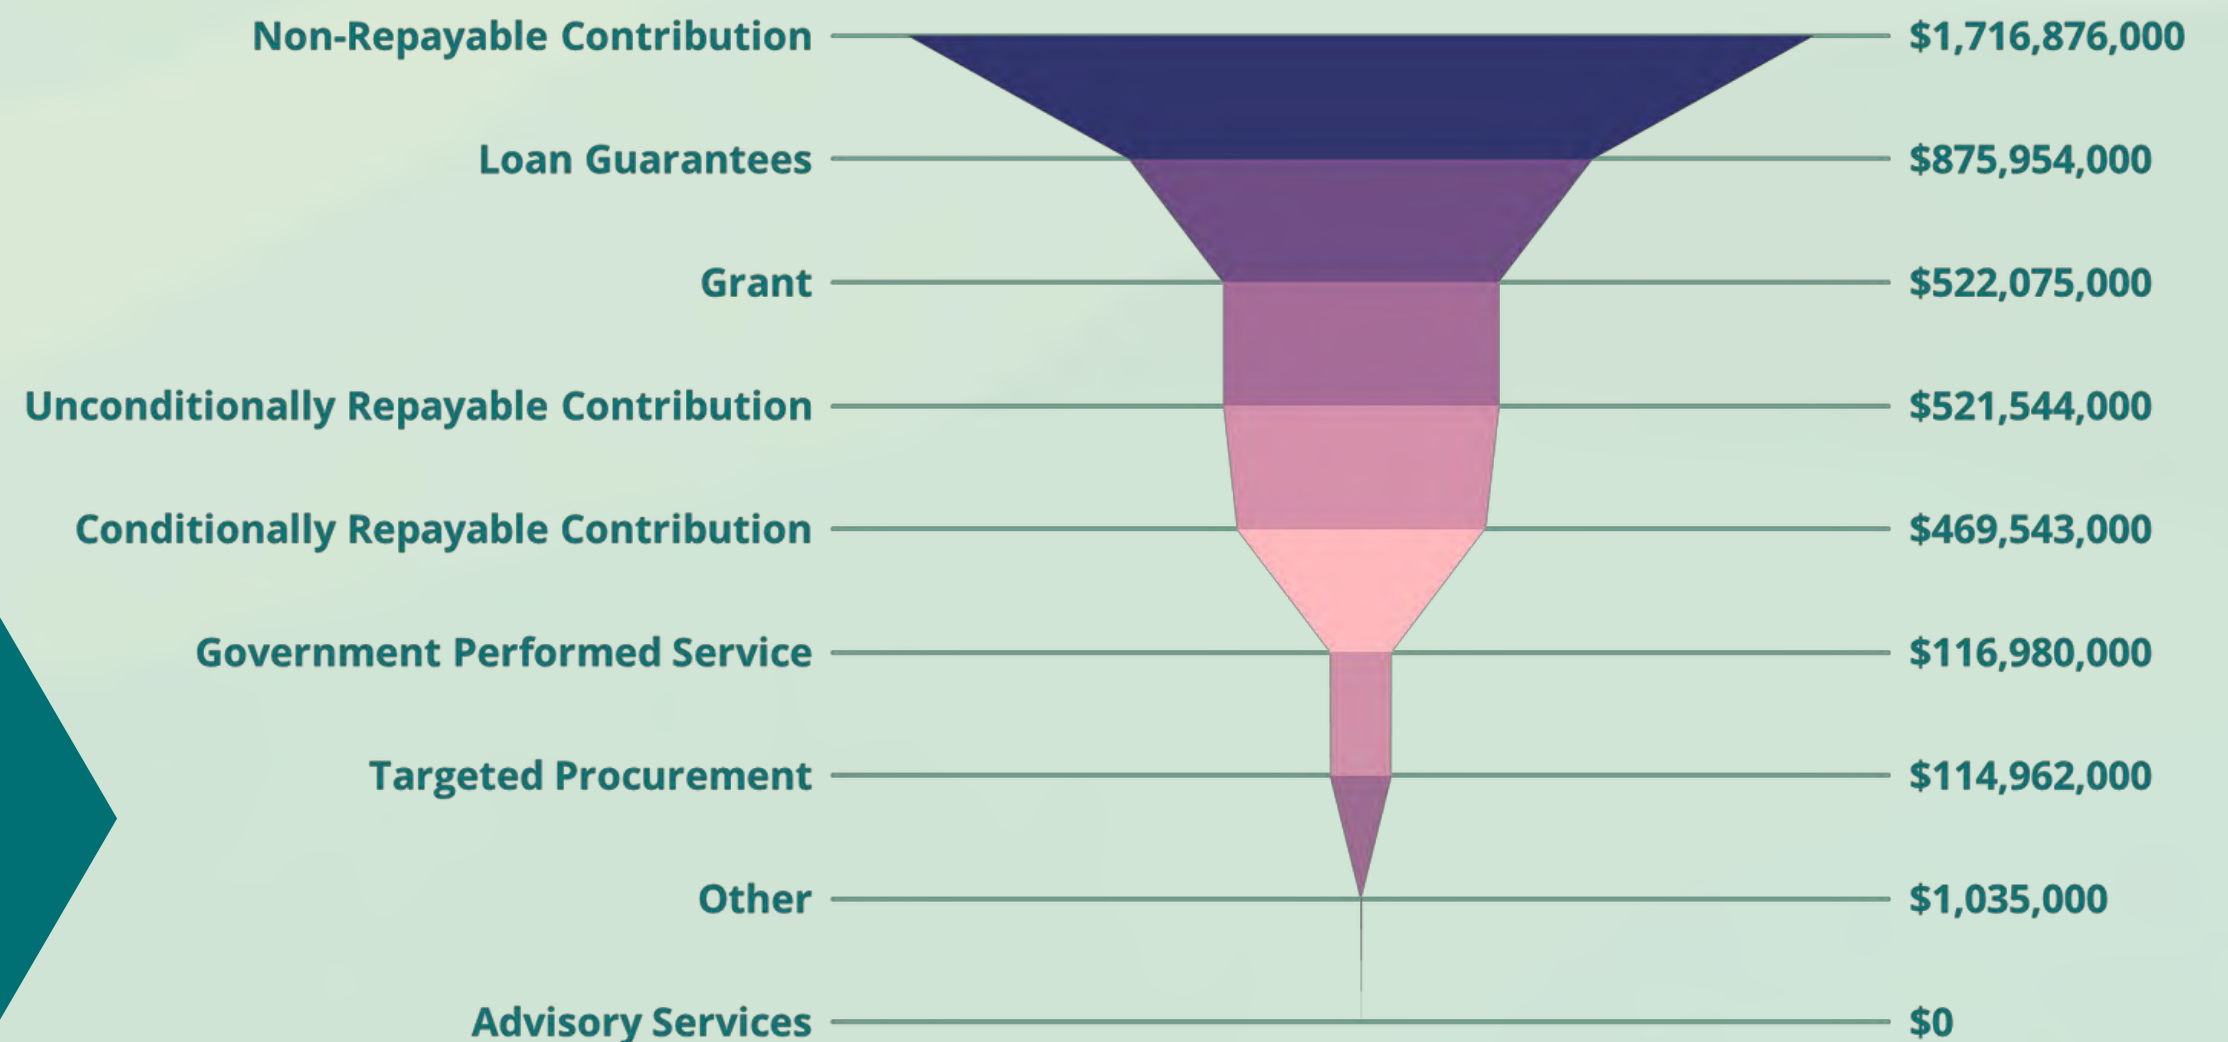 Non-Repayable Contribution $1,716,876,000
Loan Guarantees $875,954,000
Grant $522,075,000
Unconditionally Repayable Contribution $521,544,000
Conditionally Repayable Contribution $469,543,000
Government Performed Service $116,980,000
Targeted Procurement $114,962,000
Other $1,035,000
Advisory Services $0